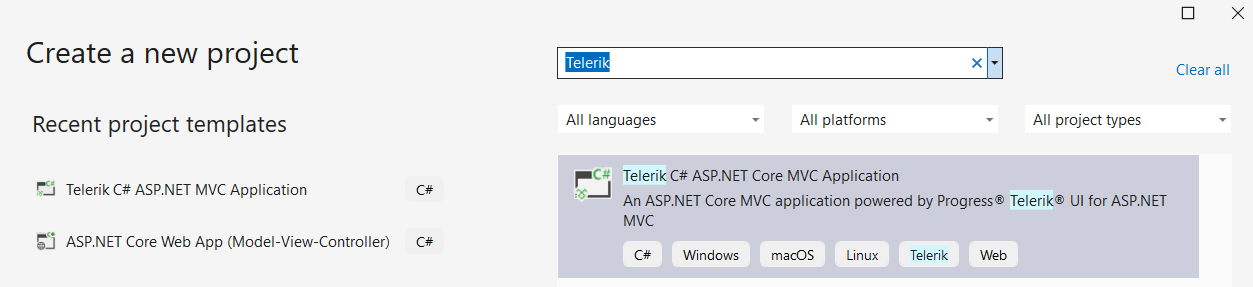 Create a new project
Telerik
Clear all
Recent project templates
All languages
All platforms
All project types
Telerik C# ASP.NET MVC Application
C#
ASP.NET Core Web App (Model-View-Controller)
C#
C#
Telerik C# ASP.NET Core MVC Application
An ASP.NET Core MVC application powered by Progress® Telerik® UI for ASP.NET
MVC
C#
Windows
macOS
Linux
Telerik
Web